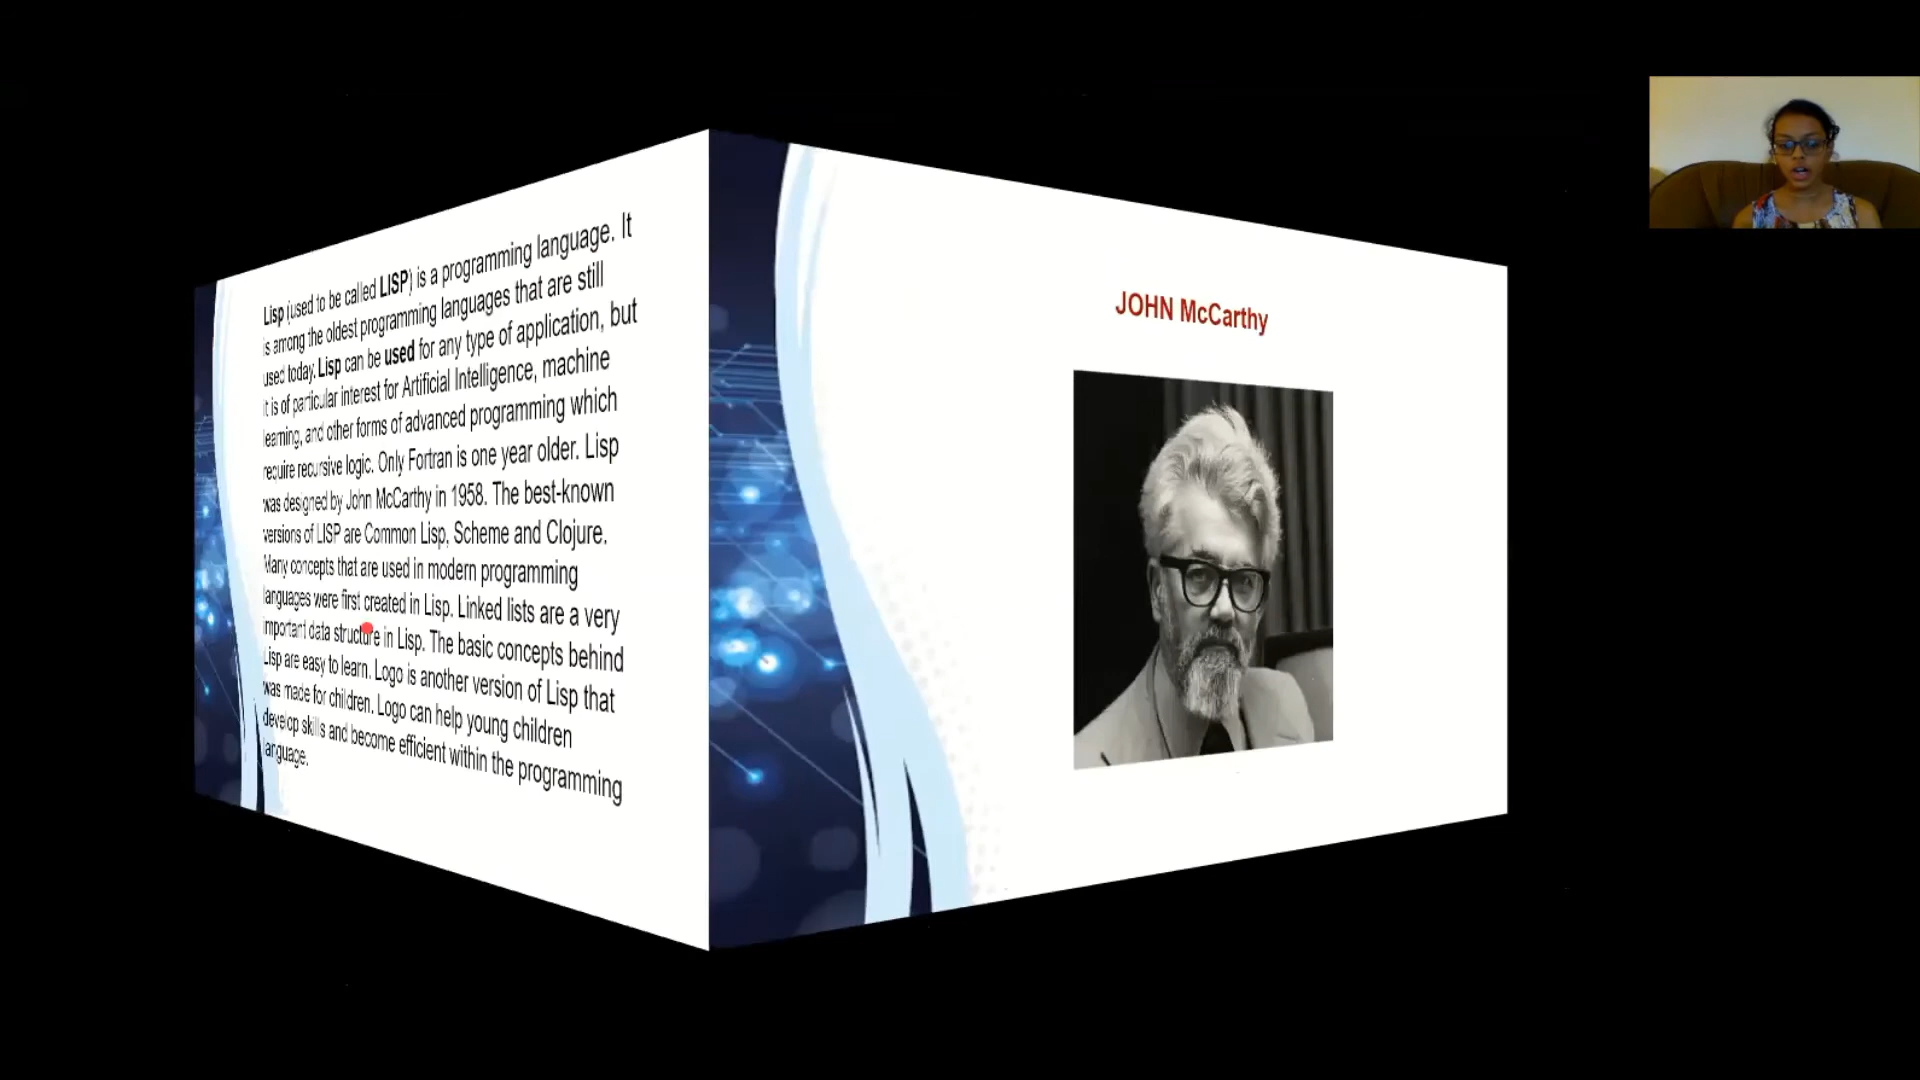 Lisp (used to be called LISP) is a programming language. It
is among the oldest programming languages that are still
used today. Lisp can be used for any type of application, but
it is of particular interest for Artificial Intelligence, machine
learning, and other forms of advanced programming which
require recursive logic. Only Fortran is one year older. Lisp
was designed by John McCarthy in 1958. The best-known
versions of LISP are Common Lisp, Scheme and Clojure.
Many concepts that are used in modern programming
languages were first created in Lisp. Linked lists are a very
important data structure in Lisp. The basic concepts behind
Lisp are easy to learn. Logo is another version of Lisp that
was made for children. Logo can help young children
develop skills and become efficient within the programming
language.
JOHN McCarthy